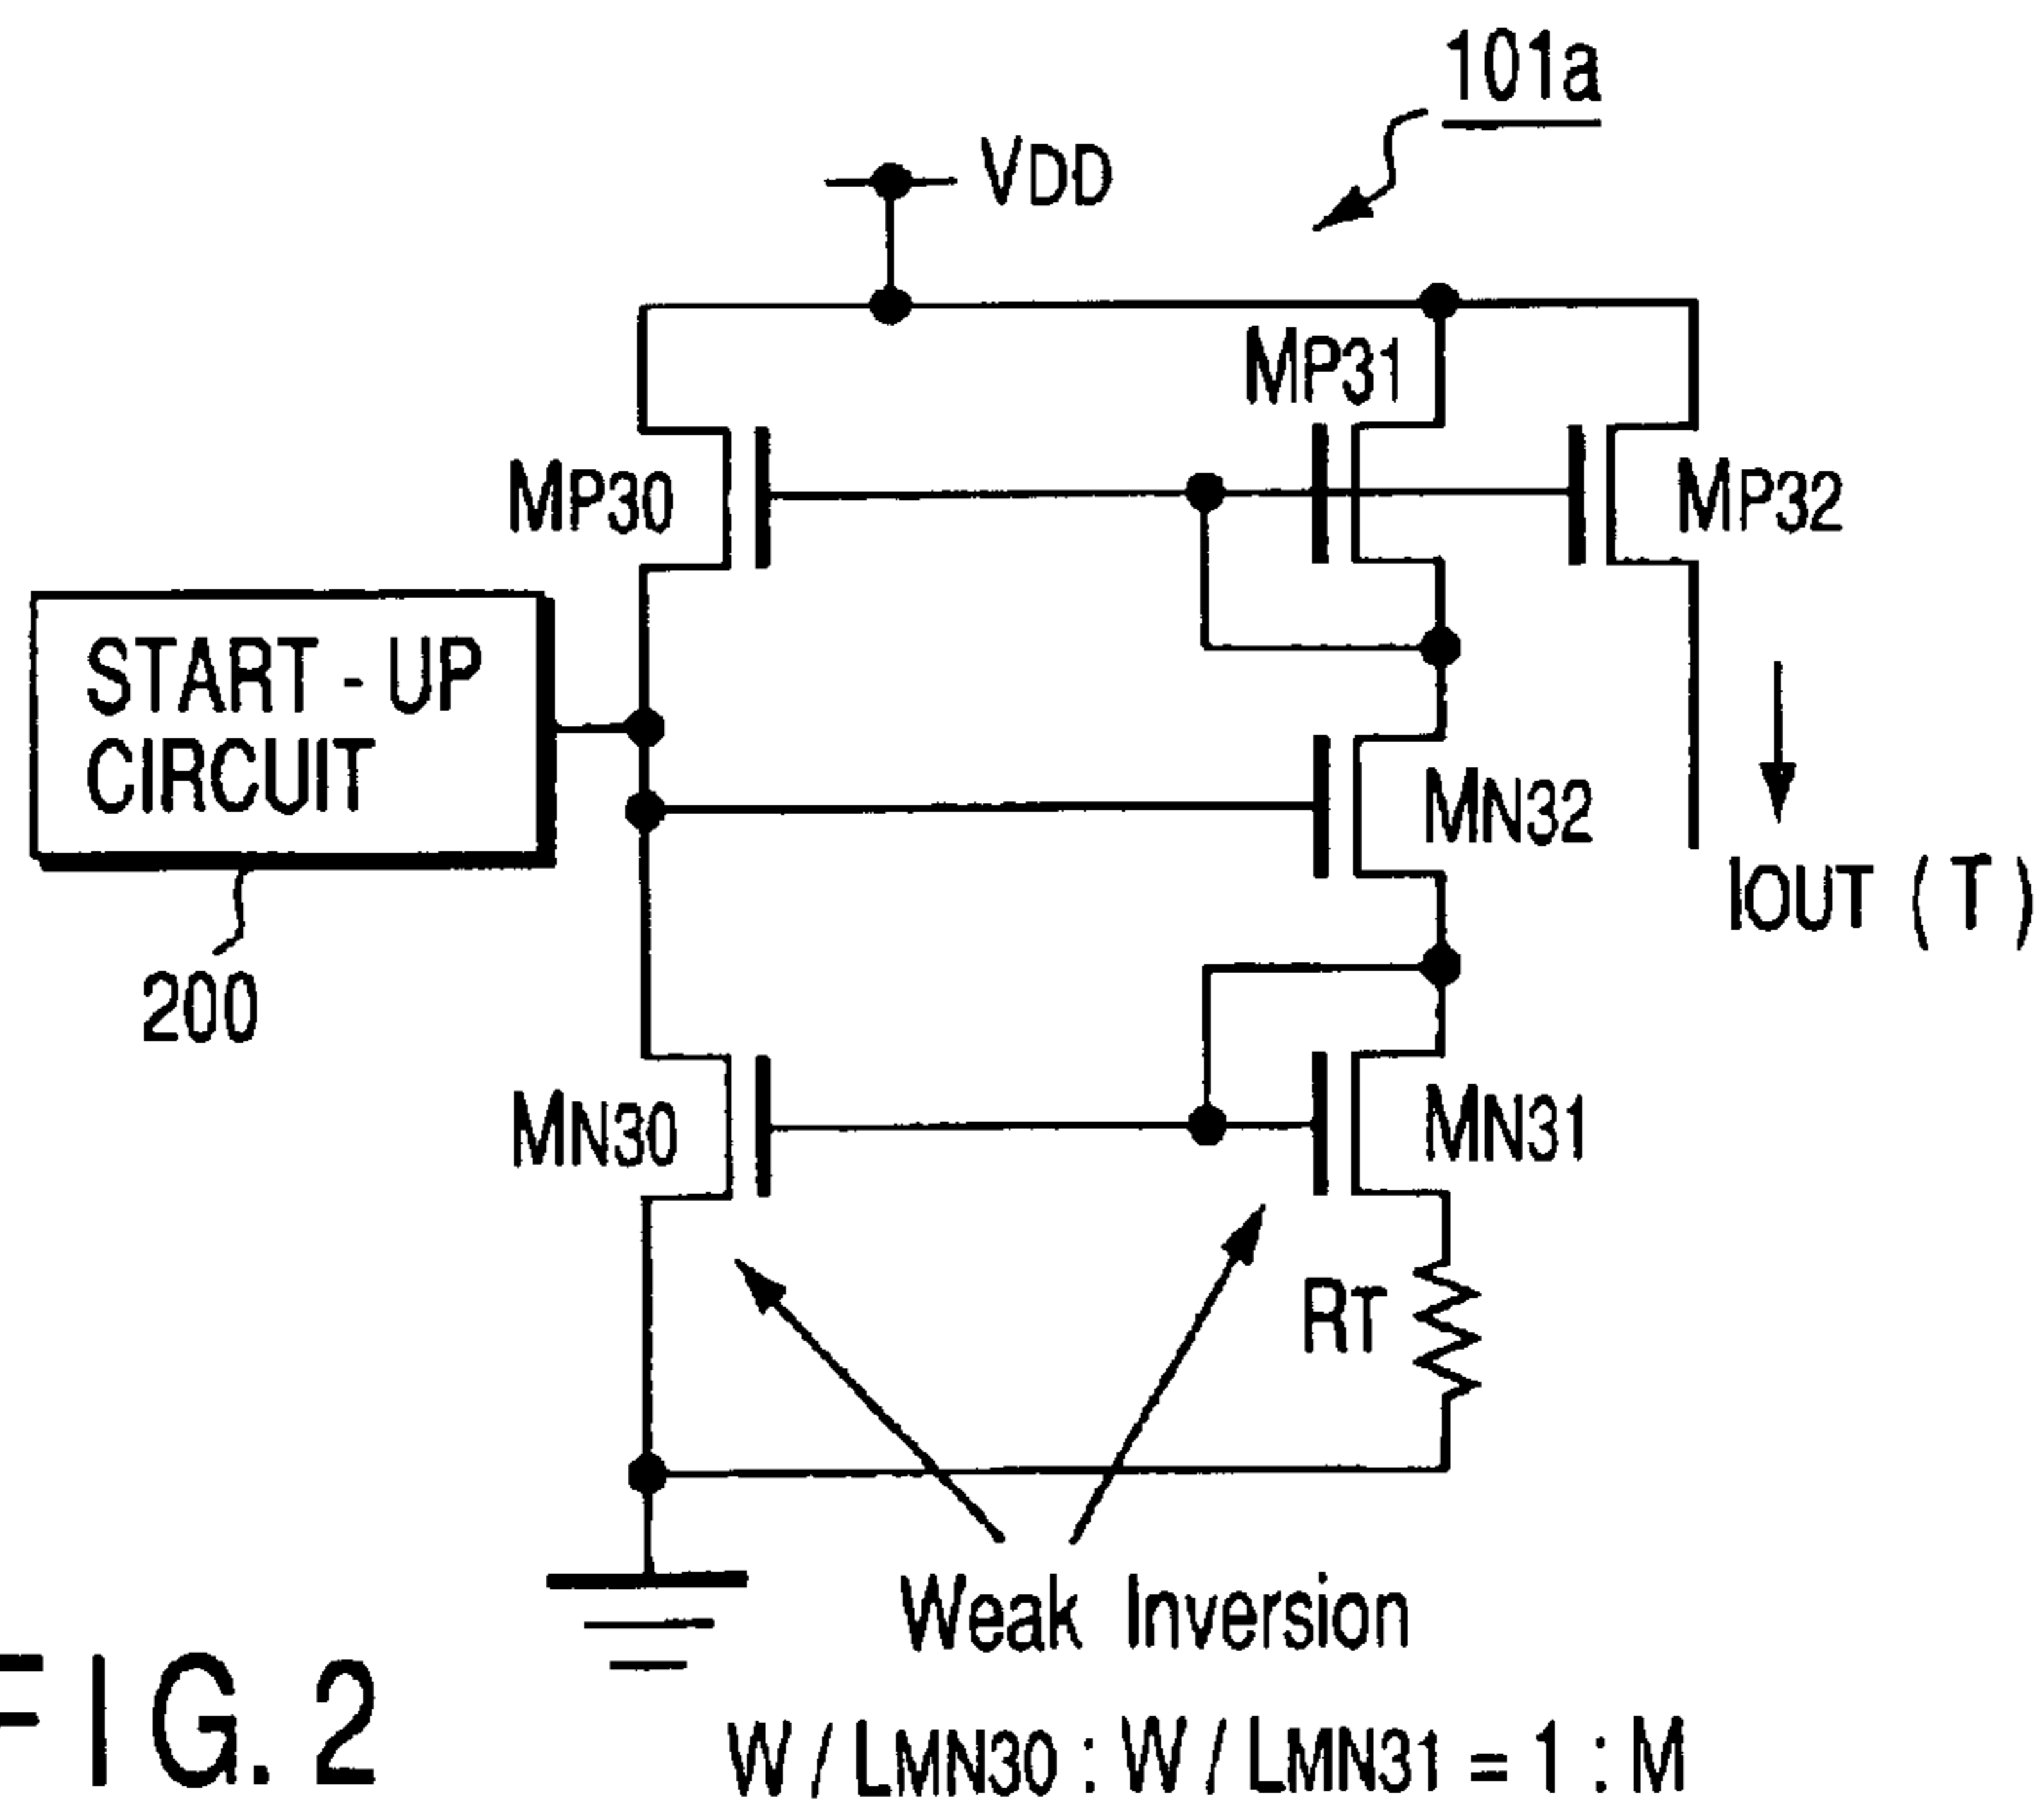 101a
VDD
MP31
MP30
MP32
START - UP
CIRCUIT
MN32
IOUT ( T )
200
MN30
MN31
RT
Weak Inversion
FIG. 2
W / LMN30 : W / LMN31 = 1 : M